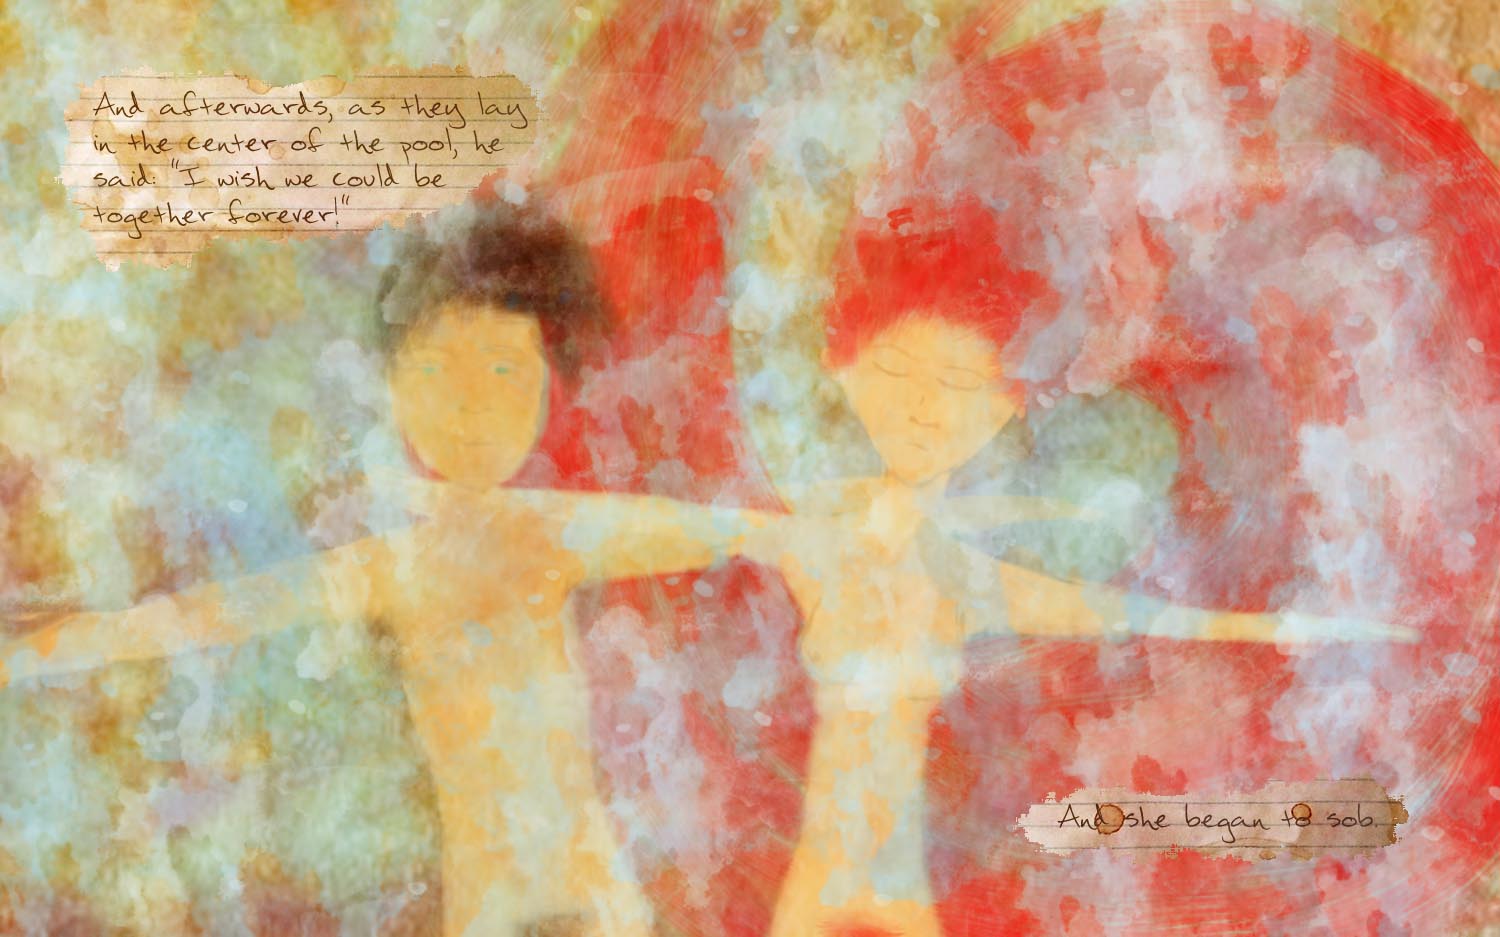 And afterwards, as they lay
in the center of the pool, he
said: "I wish we could be
together forever!"
And she began to sob.